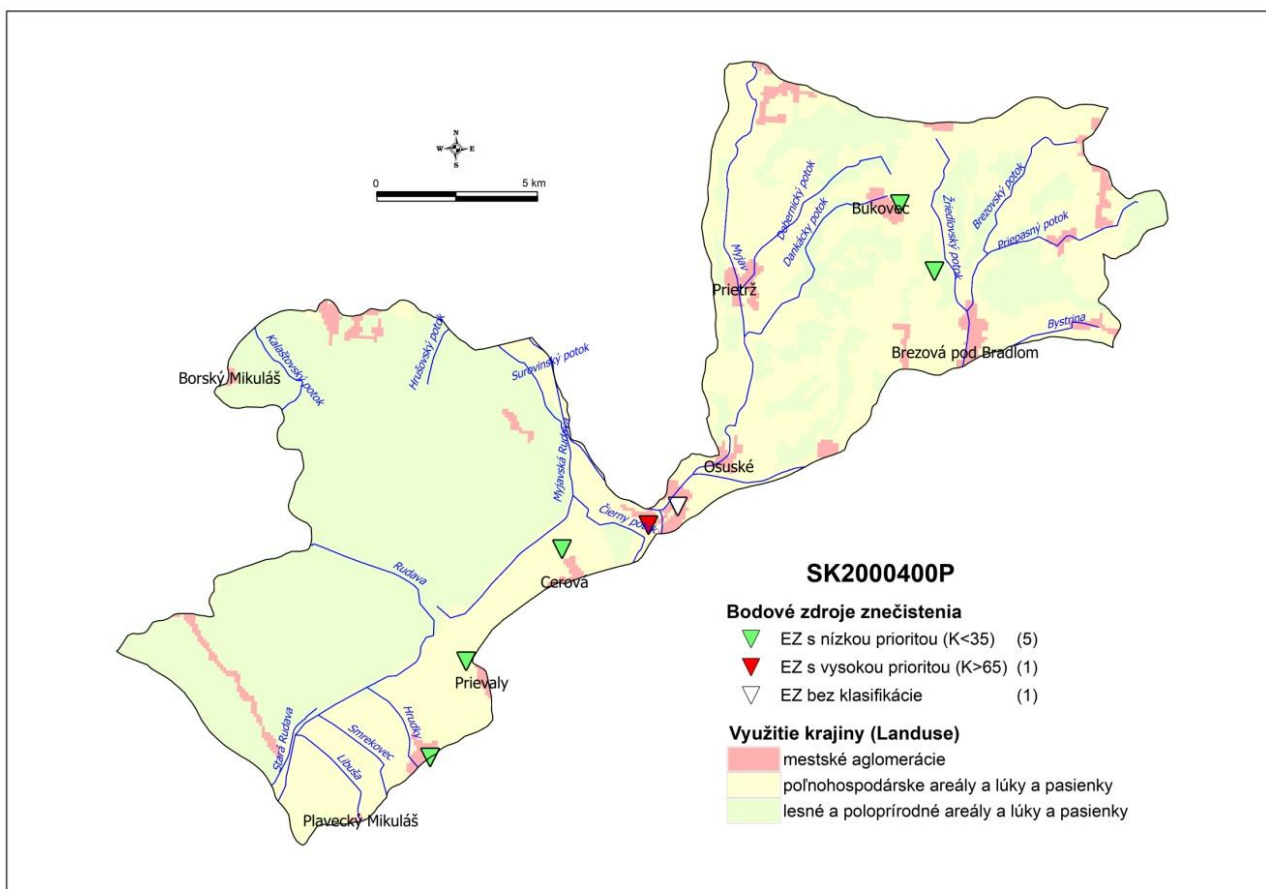 N
W E
S
0 5 km
Dobernický potok
Dankácky potok
Bukovec
Myjav
Prietrž
Žriedlovský potok
Brezovský potok
Priepasný potok
Bystrina
Brezová pod Bradlom
Kalaštovský potok
Borský Mikuláš
Hrušovský potok
Surovinský potok
Myjavská Rudava
Osuské
Čierny potok
Cerová
Rudava
Prievaly
Hrudky
Smrekovec
Stará Rudava
Libuša
Plavecký Mikuláš
SK2000400P
Bodové zdroje znečistenia
EZ s nízkou prioritou (K<35) (5)
EZ s vysokou prioritou (K>65) (1)
EZ bez klasifikácie (1)
Využitie krajiny (Landuse)
mestské aglomerácie
poľnohospodárske areály a lúky a pasienky
lesné a poloprírodné areály a lúky a pasienky